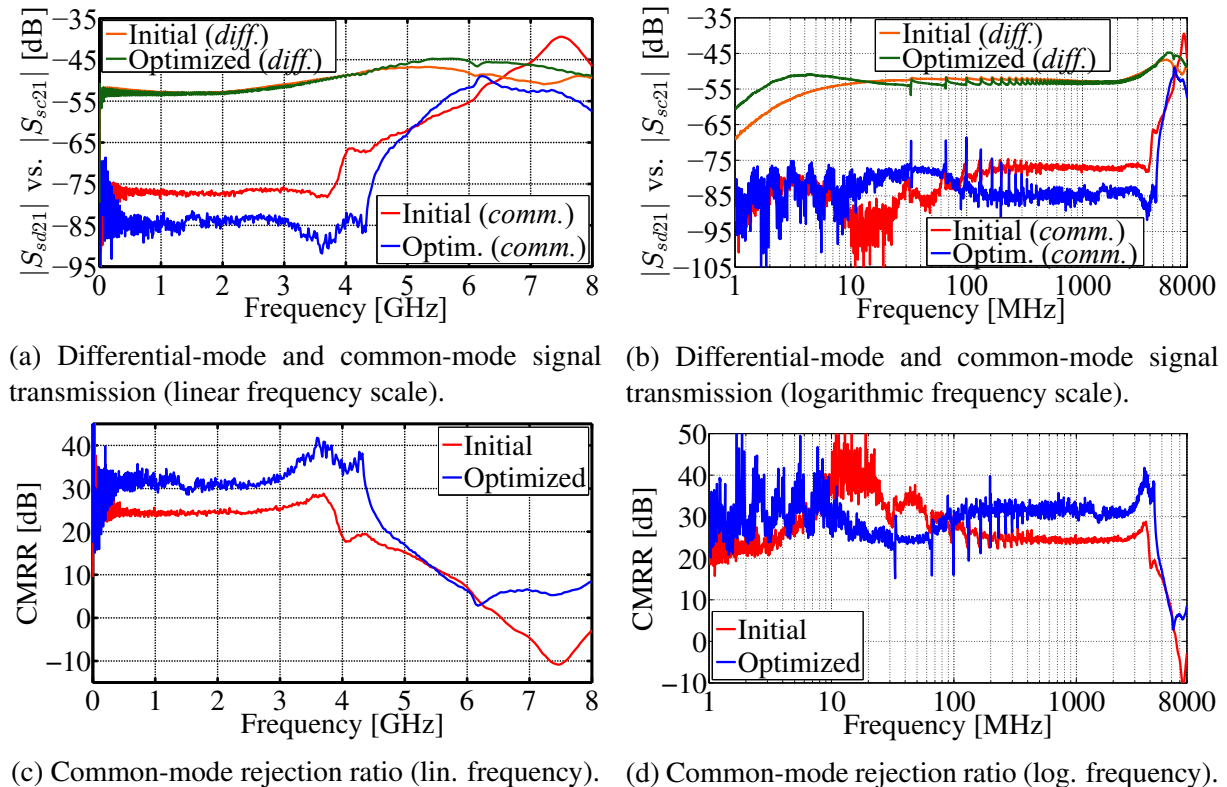 −35
−45
−55
−65
−75
−85
−95
|S_sd21| vs. |S_sc21| [dB]
Initial (diff.)
Optimized (diff.)
Initial (comm.)
Optim. (comm.)
0 1 2 3 4 5 6 7 8
Frequency [GHz]
(a) Differential-mode and common-mode signal
transmission (linear frequency scale).
−35
−45
−55
−65
−75
−85
−95
−105
|S_sd21| vs. |S_sc21| [dB]
Initial (diff.)
Optimized (diff.)
Initial (comm.)
Optim. (comm.)
1 10 100 1000 8000
Frequency [MHz]
(b) Differential-mode and common-mode signal
transmission (logarithmic frequency scale).
40
30
20
10
0
−10
CMRR [dB]
Initial
Optimized
0 1 2 3 4 5 6 7 8
Frequency [GHz]
(c) Common-mode rejection ratio (lin. frequency).
50
40
30
20
10
0
−10
CMRR [dB]
Initial
Optimized
1 10 100 1000 8000
Frequency [MHz]
(d) Common-mode rejection ratio (log. frequency).